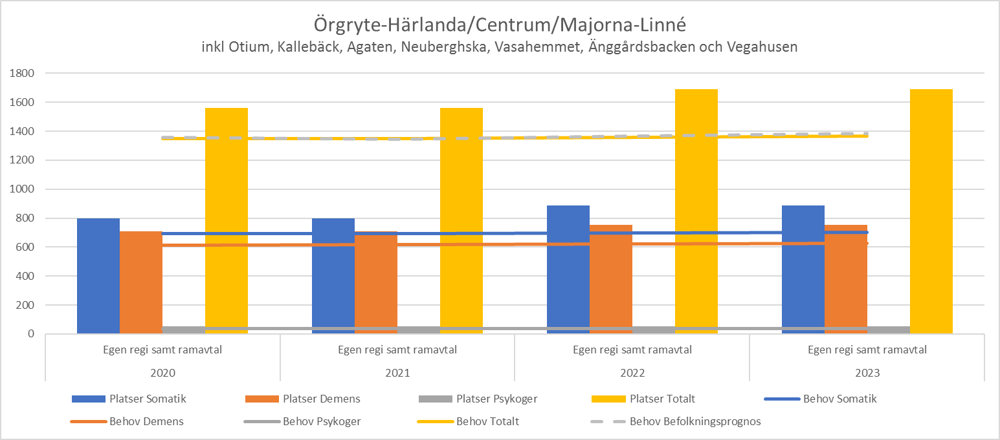 Örgryte-Härlanda/Centrum/Majorna-Linné
inkl Otium, Kallebäck, Agaten, Neuberghska, Vasahemmet, Änggårdsbacken och Vegahusen
1800
1600
1400
1200
1000
800
600
400
200
0
Egen regi samt ramavtal Egen regi samt ramavtal Egen regi samt ramavtal Egen regi samt ramavtal
2020 2021 2022 2023
Platser Somatik Platser Demens Platser Psykoger Platser Totalt Behov Somatik
Behov Demens Behov Psykoger Behov Totalt Behov Befolkningsprognos